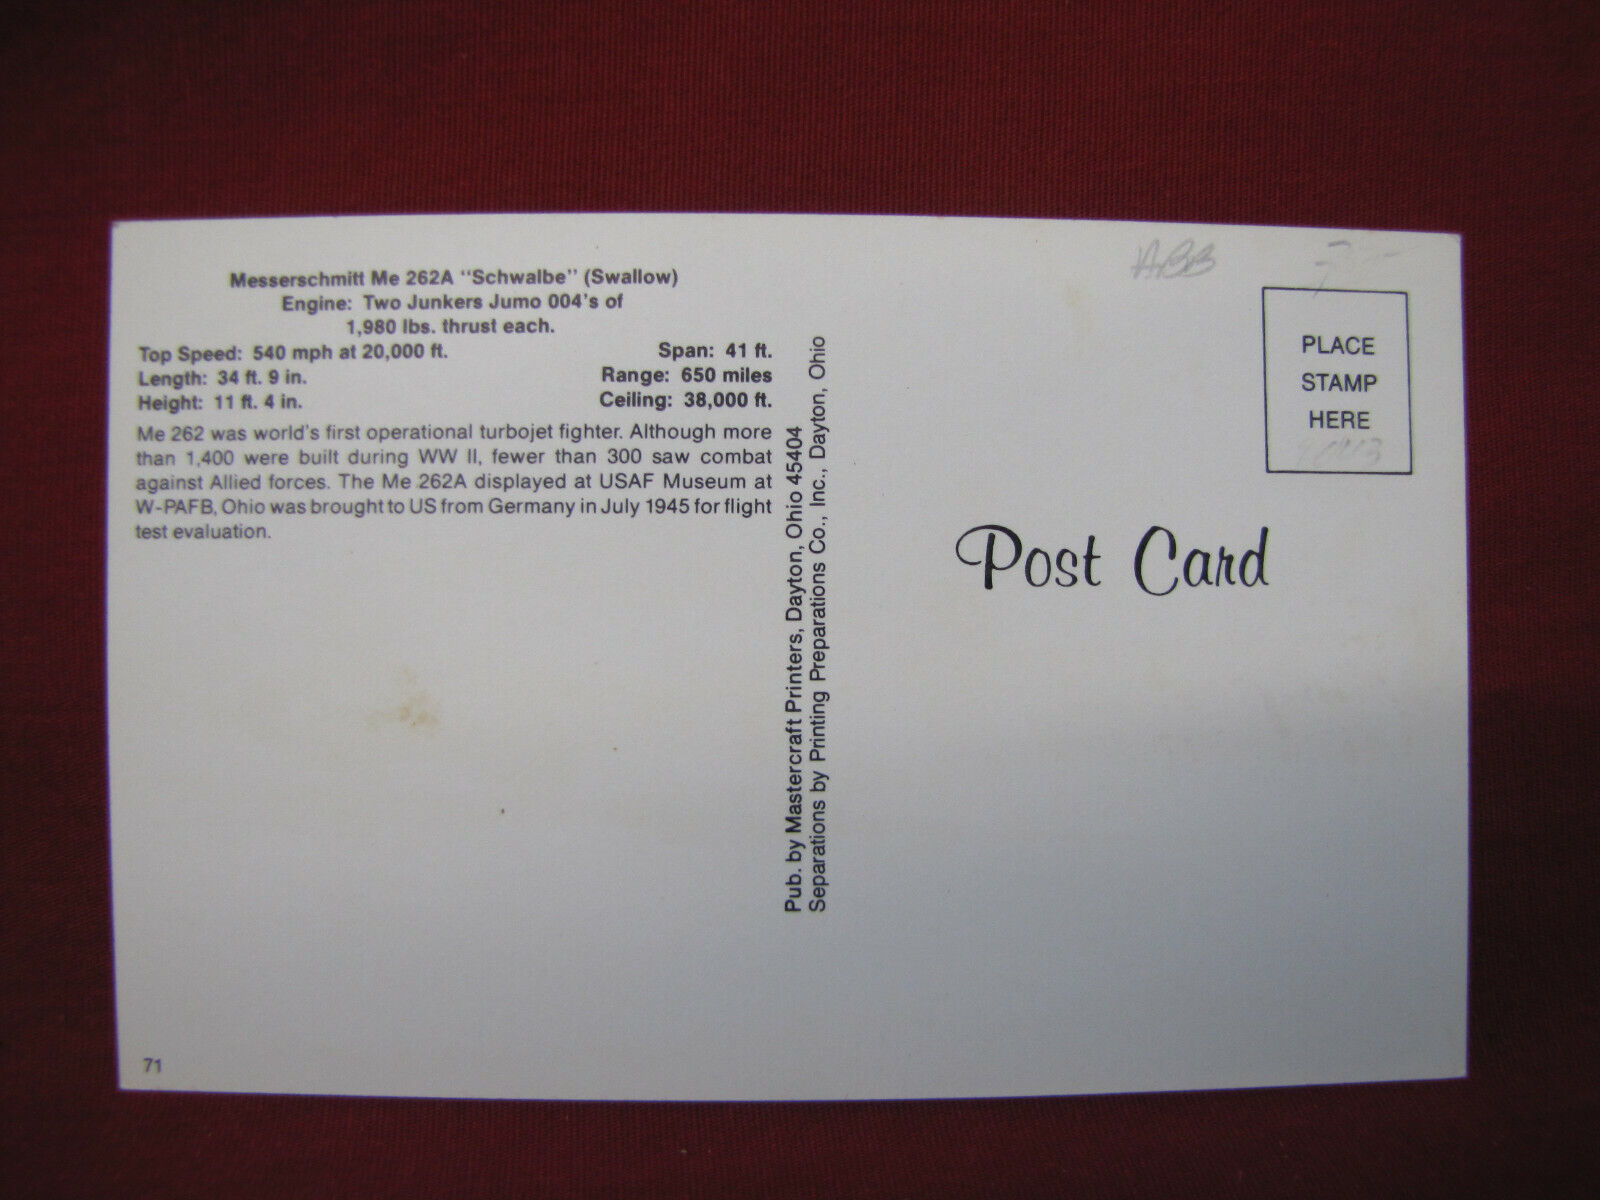 Messerschmitt Me 262A "Schwalbe" (Swallow)
Engine: Two Junkers Jumo 004's of
1,980 lbs. thrust each.
Top Speed: 540 mph at 20,000 ft. Span: 41 ft.
Length: 34 ft. 9 in. Range: 650 miles
Height: 11 ft. 4 in. Ceiling: 38,000 ft.
Me 262 was world's first operational turbojet fighter. Although more
than 1,400 were built during WW II, fewer than 300 saw combat
against Allied forces. The Me 262A displayed at USAF Museum at
W-PAFB, Ohio was brought to US from Germany in July 1945 for flight
test evaluation.
71
Pub. by Mastercraft Printers, Dayton, Ohio 45404
Separations by Printing Preparations Co., Inc., Dayton, Ohio
ABB
PLACE
STAMP
HERE
Post Card